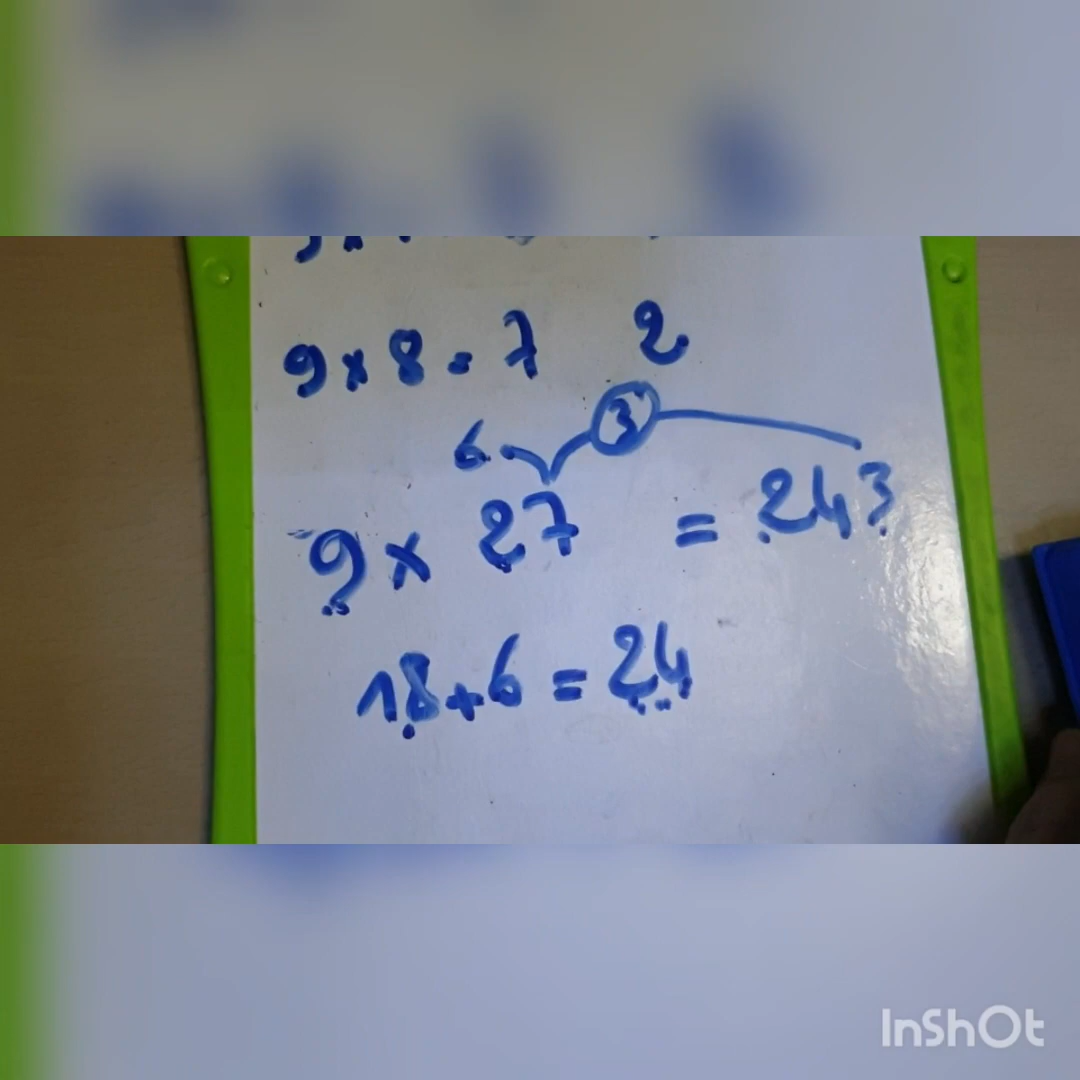 9 x 8 = 7 2
6 3
9 x 27 = 243
18+6=24
InShOt